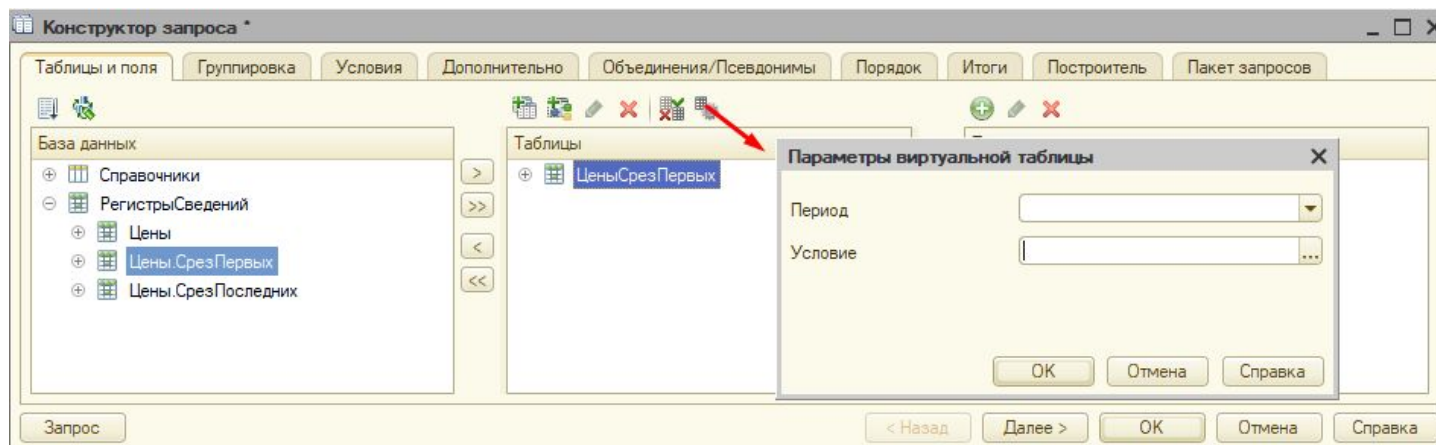 Конструктор запроса *
Таблицы и поля Группировка Условия Дополнительно Объединения/Псевдонимы Порядок Итоги Построитель Пакет запросов
База данных
Справочники
РегистрыСведений
Цены
Цены.СрезПервых
Цены.СрезПоследних
>
>>
<
<<
Таблицы
ЦеныСрезПервых
Параметры виртуальной таблицы
Период
Условие
...
OK Отмена Справка
Запрос < Назад Далее > OK Отмена Справка